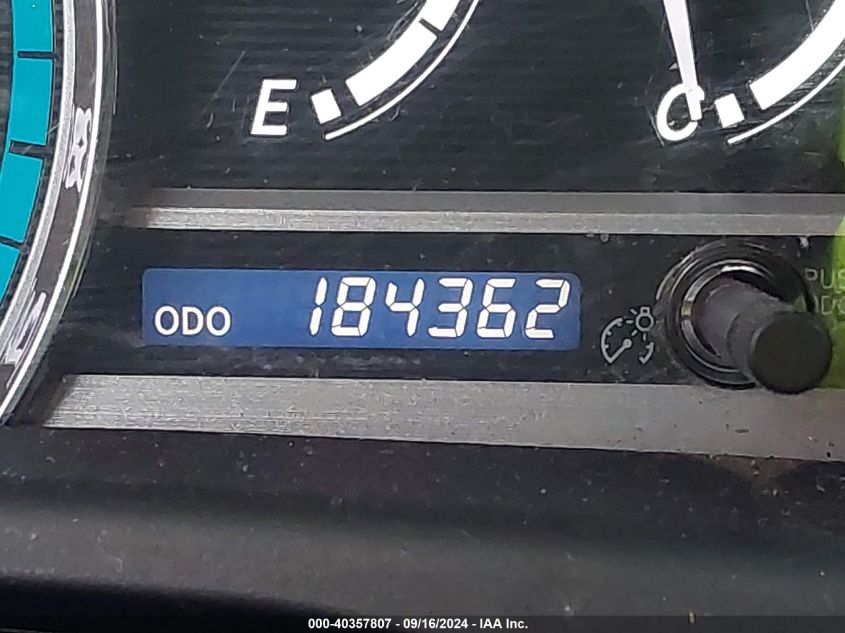 E
C
ODO 184362
000-40357807 - 09/16/2024 - IAA Inc.